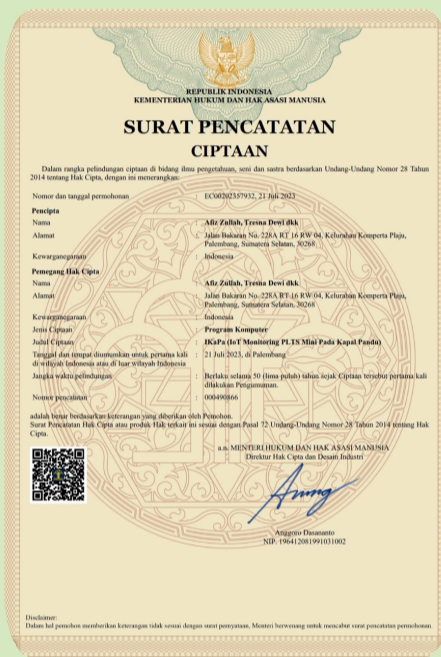 REPUBLIK INDONESIA
KEMENTERIAN HUKUM DAN HAK ASASI MANUSIA
SURAT PENCATATAN
CIPTAAN
Dalam rangka pelindungan ciptaan di bidang ilmu pengetahuan, seni dan sastra berdasarkan Undang-Undang Nomor 28 Tahun
2014 tentang Hak Cipta, dengan ini menerangkan:
Nomor dan tanggal permohonan : EC00202357932, 21 Juli 2023
Pencipta
Nama : Afiz Zullah, Tresna Dewi dkk
Alamat : Jalan Bakaran No. 228A RT 16 RW 04, Kelurahan Komperta Plaju,
Palembang, Sumatera Selatan, 30268
Kewarganegaraan : Indonesia
Pemegang Hak Cipta
Nama : Afiz Zullah, Tresna Dewi dkk
Alamat : Jalan Bakaran No. 228A RT 16 RW 04, Kelurahan Komperta Plaju,
Palembang, Sumatera Selatan, 30268
Kewarganegaraan : Indonesia
Jenis Ciptaan : Program Komputer
Judul Ciptaan : IKaPa (IoT Monitoring PLTS Mini Pada Kapal Pandu)
Tanggal dan tempat diumumkan untuk pertama kali : 21 Juli 2023, di Palembang
di wilayah Indonesia atau di luar wilayah Indonesia
Jangka waktu pelindungan : Berlaku selama 50 (lima puluh) tahun sejak Ciptaan tersebut pertama kali
dilakukan Pengumuman.
Nomor pencatatan : 000490866
adalah benar berdasarkan keterangan yang diberikan oleh Pemohon.
Surat Pencatatan Hak Cipta atau produk Hak terkait ini sesuai dengan Pasal 72 Undang-Undang Nomor 28 Tahun 2014 tentang Hak
Cipta.
a.n. MENTERI HUKUM DAN HAK ASASI MANUSIA
Direktur Hak Cipta dan Desain Industri
Anggoro Dasananto
NIP. 196412081991031002
Disclaimer:
Dalam hal pemohon memberikan keterangan tidak sesuai dengan surat pernyataan, Menteri berwenang untuk mencabut surat pencatatan permohonan.